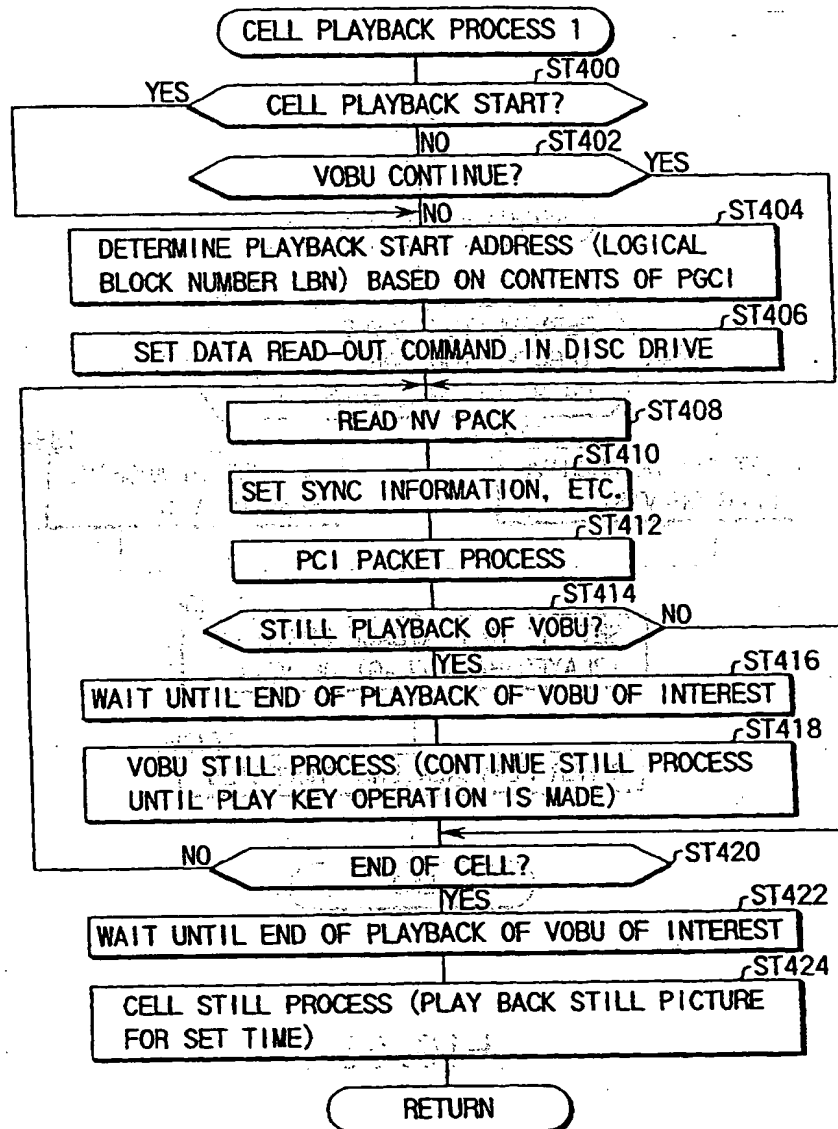 CELL PLAYBACK PROCESS 1
ST400
YES
CELL PLAYBACK START?
NO
ST402
VOBU CONTINUE?
YES
NO
ST404
DETERMINE PLAYBACK START ADDRESS (LOGICAL
BLOCK NUMBER LBN) BASED ON CONTENTS OF PGCI
ST406
SET DATA READ-OUT COMMAND IN DISC DRIVE
READ NV PACK
ST408
ST410
SET SYNC INFORMATION, ETC.
ST412
PCI PACKET PROCESS
ST414
STILL PLAYBACK OF VOBU?
NO
YES
ST416
WAIT UNTIL END OF PLAYBACK OF VOBU OF INTEREST
ST418
VOBU STILL PROCESS (CONTINUE STILL PROCESS
UNTIL PLAY KEY OPERATION IS MADE)
NO
END OF CELL?
ST420
YES
ST422
WAIT UNTIL END OF PLAYBACK OF VOBU OF INTEREST
ST424
CELL STILL PROCESS (PLAY BACK STILL PICTURE
FOR SET TIME)
RETURN